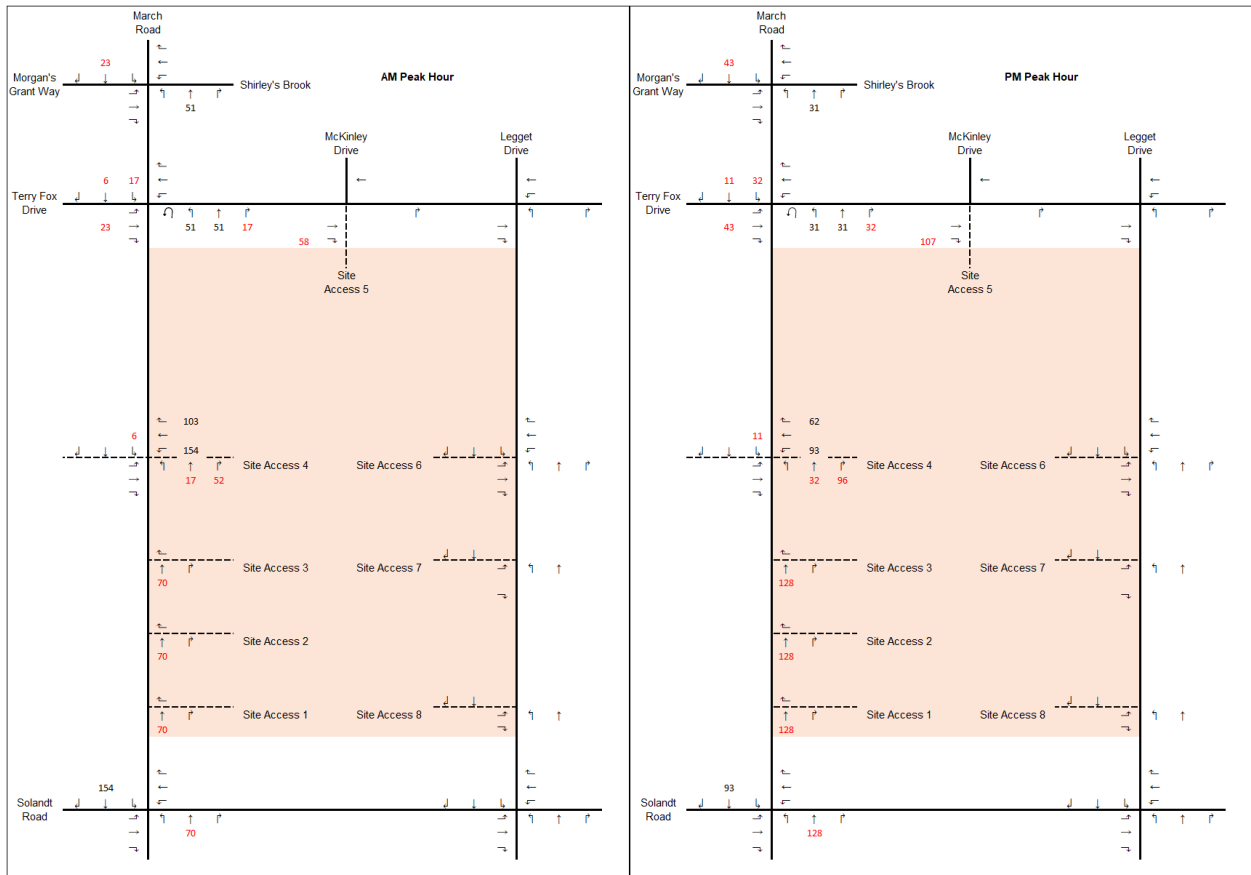 March
Road
23
Morgan's
Grant Way
Shirley's Brook
AM Peak Hour
51
McKinley
Drive
Legget
Drive
6 17
Terry Fox
Drive
23
51 51 17
58
Site
Access 5
103
6
154
Site Access 4
Site Access 6
17 52
Site Access 3
Site Access 7
70
Site Access 2
70
Site Access 1
Site Access 8
70
154
Solandt
Road
70
March
Road
43
Morgan's
Grant Way
Shirley's Brook
PM Peak Hour
31
McKinley
Drive
Legget
Drive
11 32
Terry Fox
Drive
43
31 31 32
107
Site
Access 5
62
11
93
Site Access 4
Site Access 6
32 96
Site Access 3
Site Access 7
128
Site Access 2
128
Site Access 1
Site Access 8
128
93
Solandt
Road
128